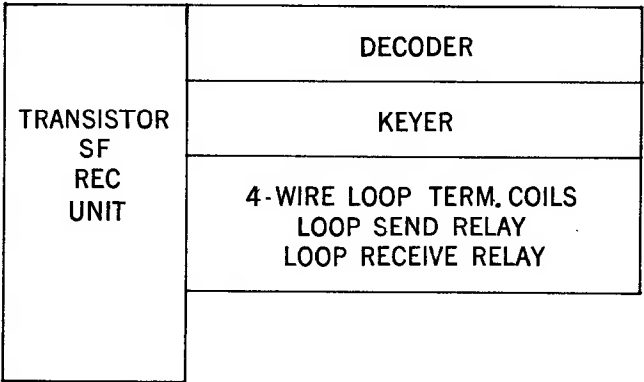 TRANSISTOR
SF
REC
UNIT
DECODER
KEYER
4-WIRE LOOP TERM. COILS
LOOP SEND RELAY
LOOP RECEIVE RELAY